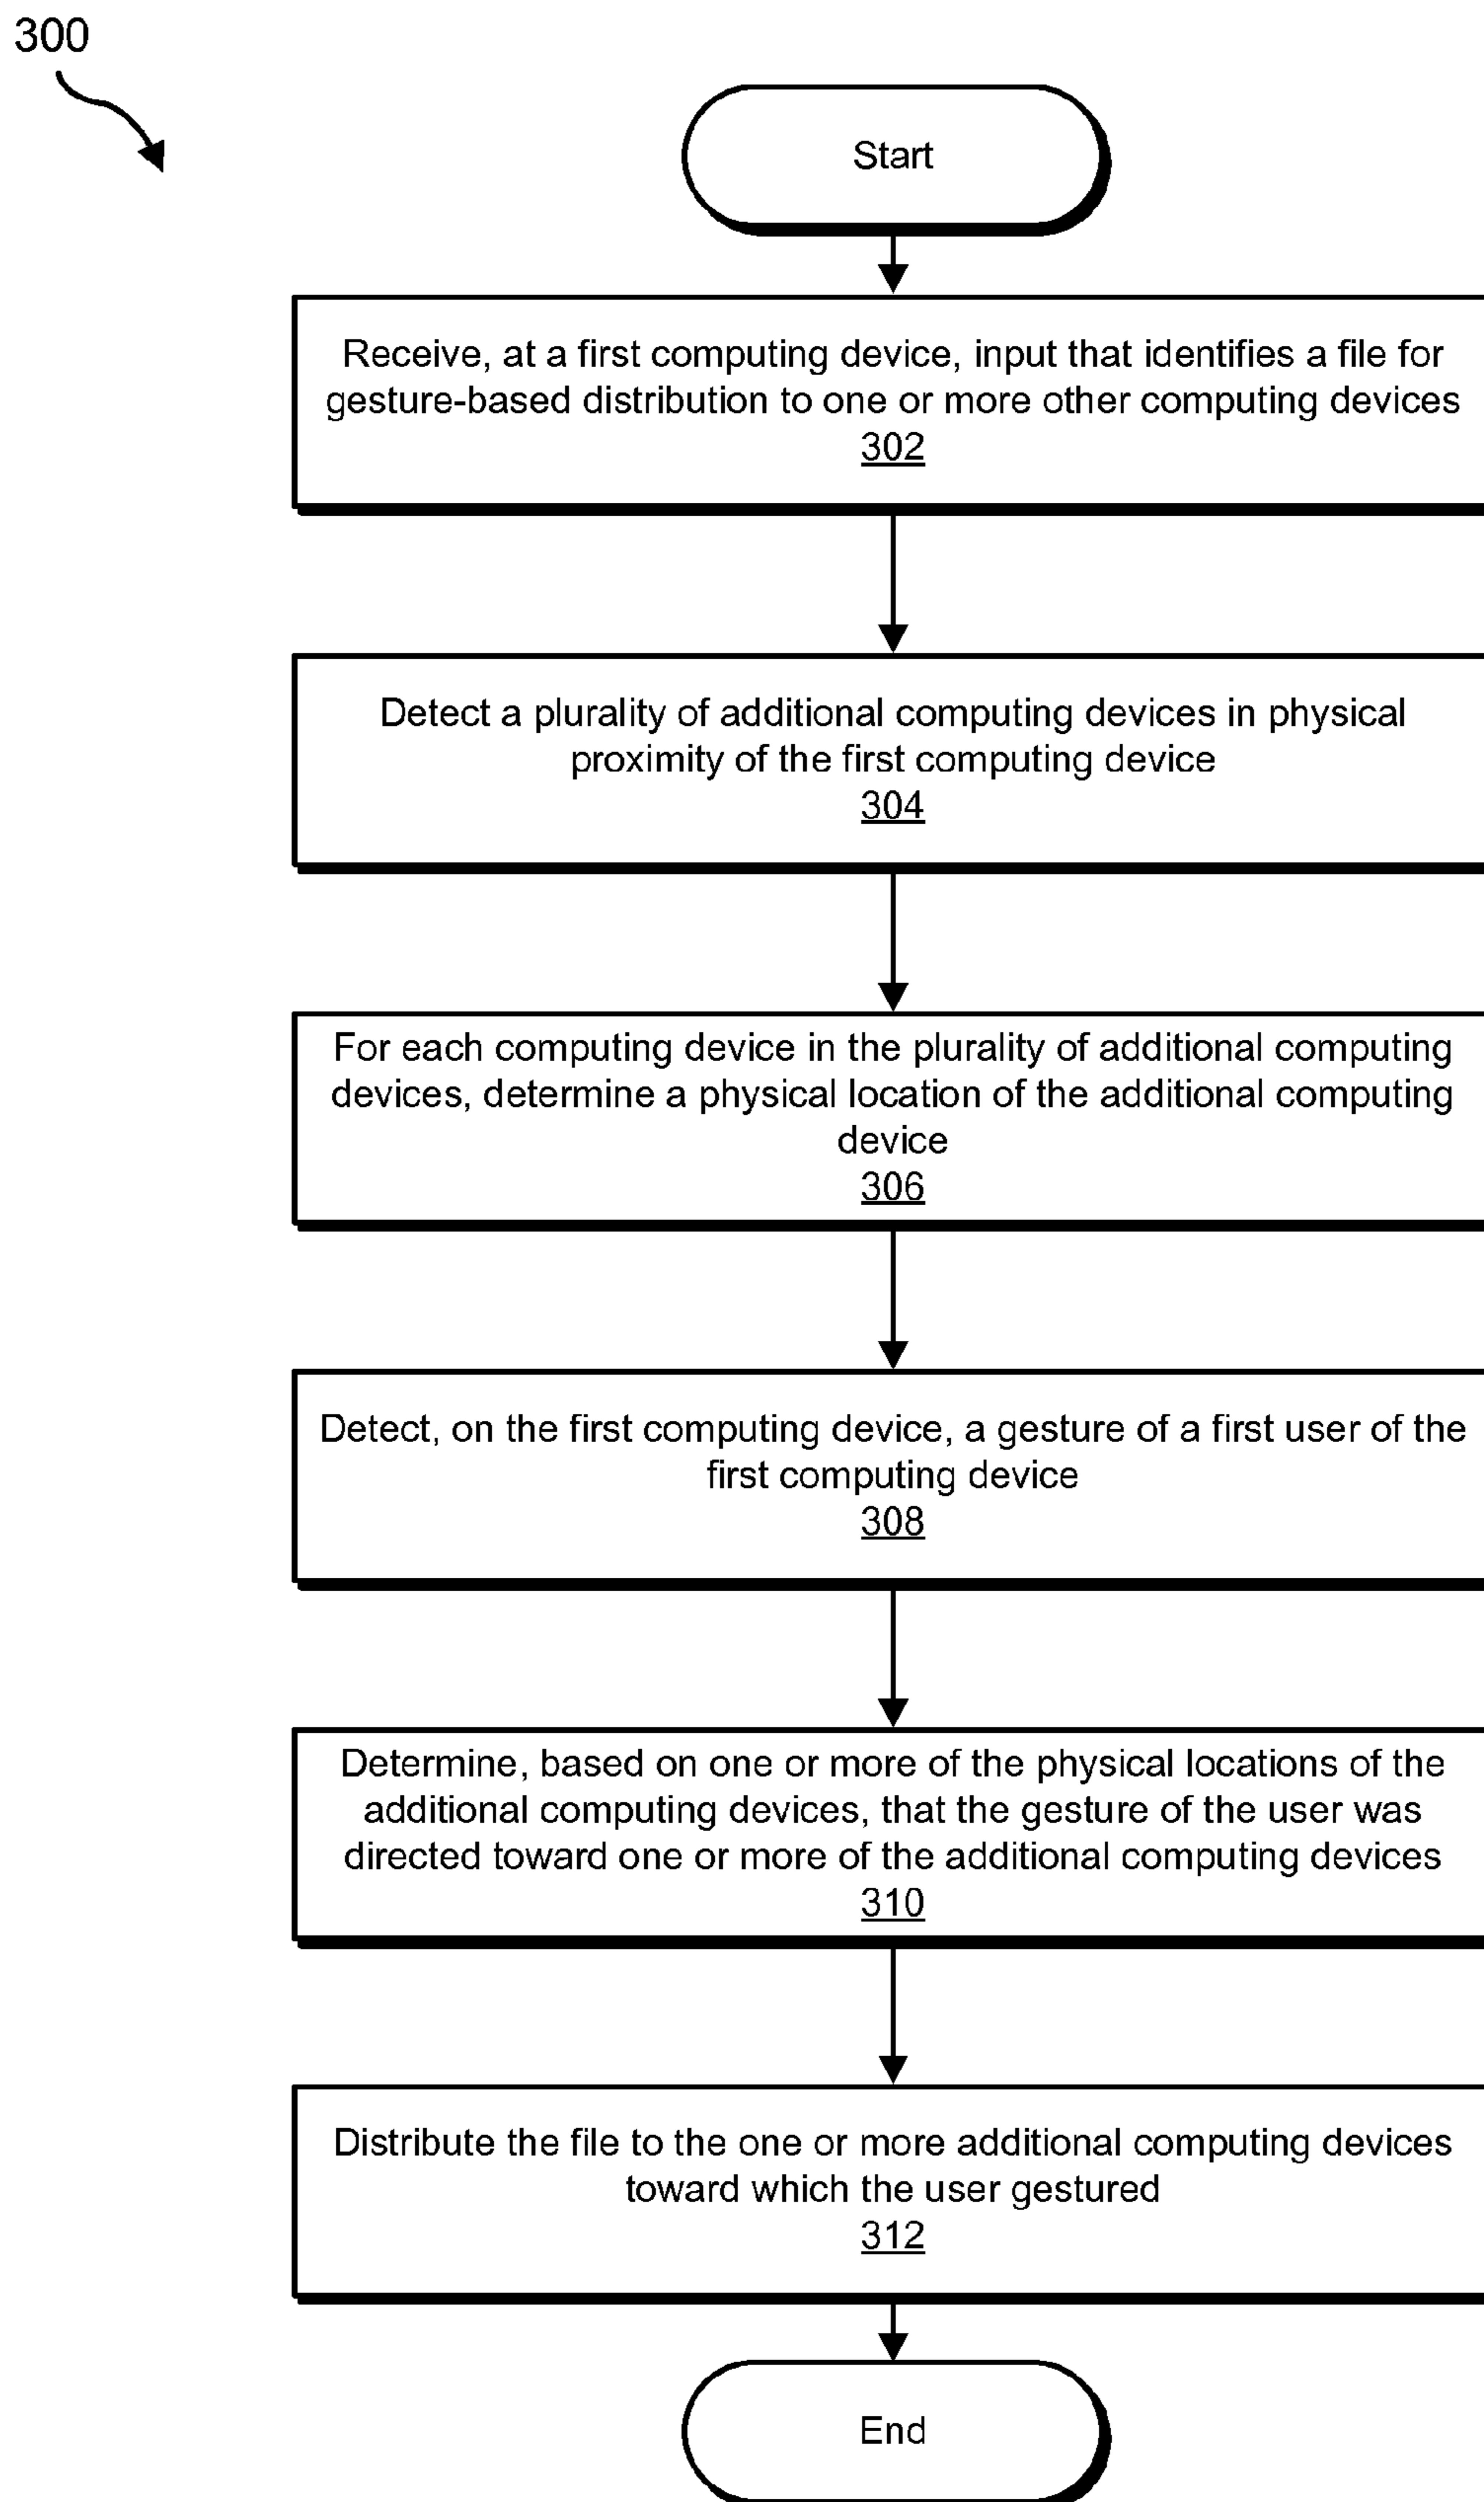 300
Start
Receive, at a first computing device, input that identifies a file for
gesture-based distribution to one or more other computing devices
302
Detect a plurality of additional computing devices in physical
proximity of the first computing device
304
For each computing device in the plurality of additional computing
devices, determine a physical location of the additional computing
device
306
Detect, on the first computing device, a gesture of a first user of the
first computing device
308
Determine, based on one or more of the physical locations of the
additional computing devices, that the gesture of the user was
directed toward one or more of the additional computing devices
310
Distribute the file to the one or more additional computing devices
toward which the user gestured
312
End